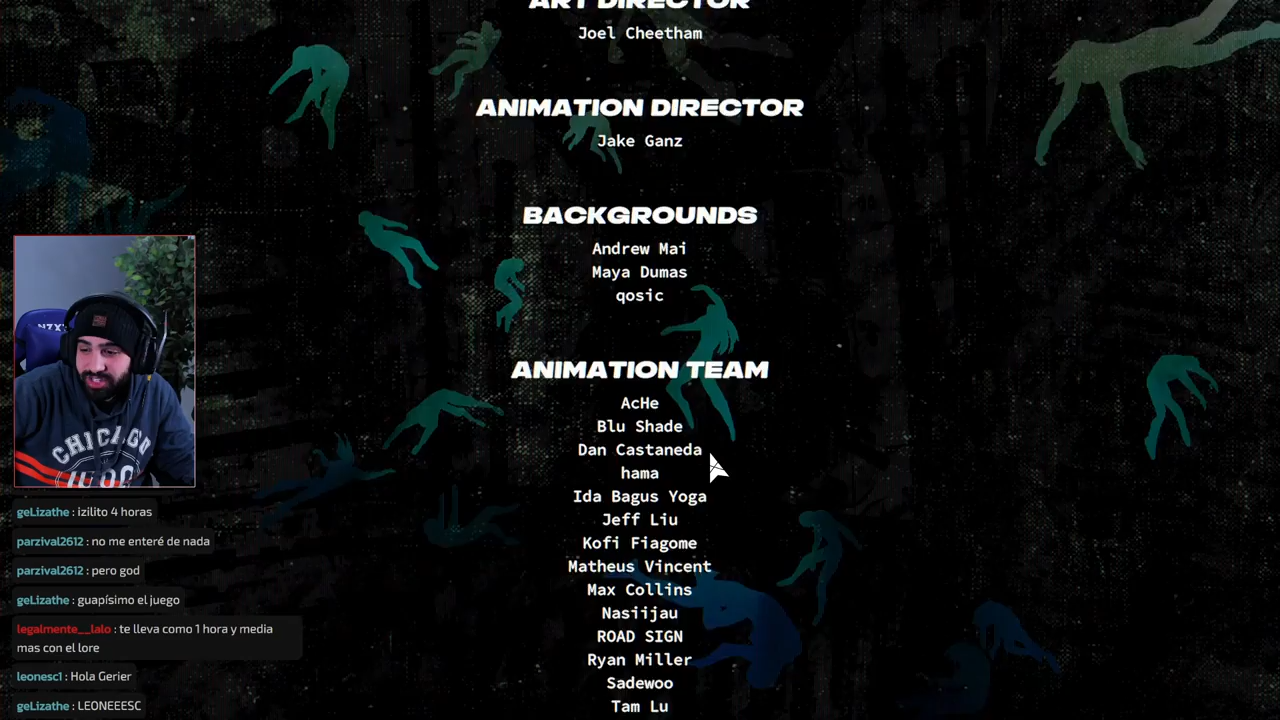 ART DIRECTOR
Joel Cheetham
ANIMATION DIRECTOR
Jake Ganz
BACKGROUNDS
Andrew Mai
Maya Dumas
qosic
ANIMATION TEAM
AcHe
Blu Shade
Dan Castaneda
hama
Ida Bagus Yoga
Jeff Liu
Kofi Fiagome
Matheus Vincent
Max Collins
Nasiijau
ROAD SIGN
Ryan Miller
Sadewoo
Tam Lu
NZX
CHICAGO
geLizathe : izilito 4 horas
parzival2612 : no me enteré de nada
parzival2612 : pero god
geLizathe : guapísimo el juego
legalmente__lalo : te lleva como 1 hora y media
mas con el lore
leonesc1 : Hola Gerier
geLizathe : LEONEEESC